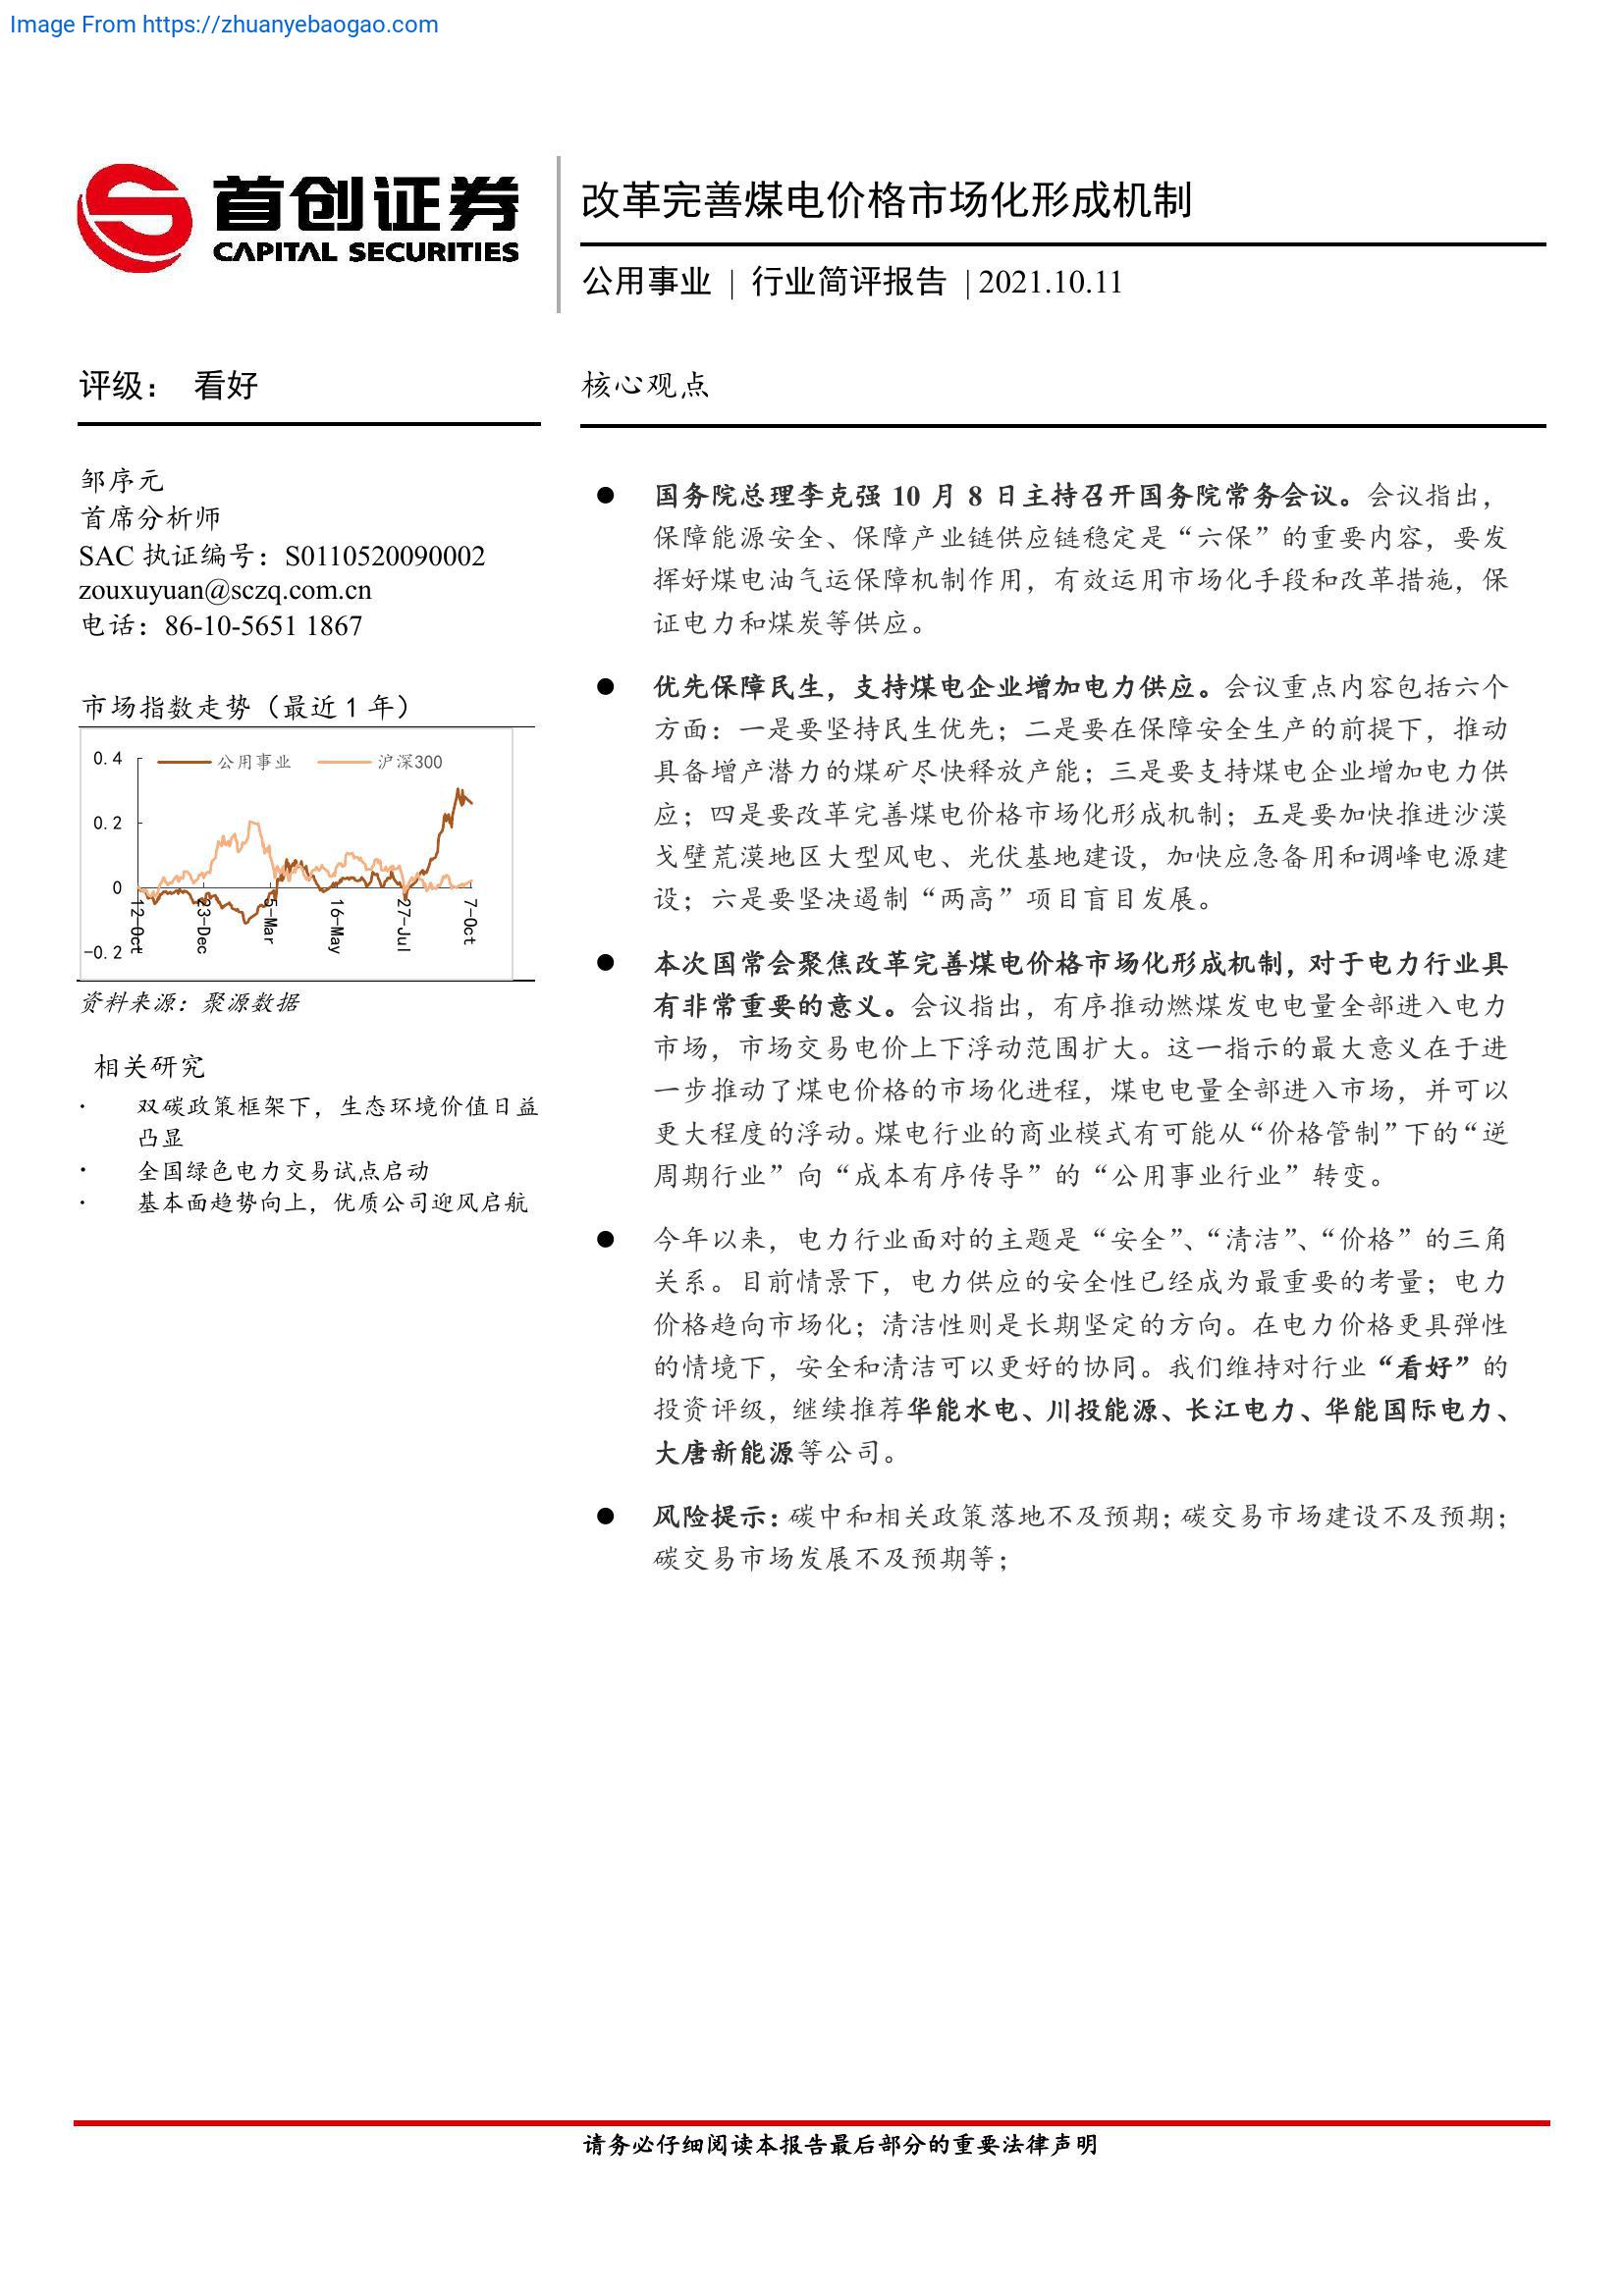 Image From https://zhuanyebaogao.com
首创证券
CAPITAL SECURITIES
改革完善煤电价格市场化形成机制
公用事业 | 行业简评报告 | 2021.10.11
评级： 看好
邹序元
首席分析师
SAC 执证编号：S0110520090002
zouxuyuan@sczq.com.cn
电话：86-10-5651 1867
市场指数走势（最近 1 年）
公用事业 沪深300
0.4
0.2
0
-0.2
12-Oct
23-Dec
5-Mar
16-May
27-Jul
7-Oct
资料来源：聚源数据
相关研究
· 双碳政策框架下，生态环境价值日益
凸显
· 全国绿色电力交易试点启动
· 基本面趋势向上，优质公司迎风启航
核心观点
● 国务院总理李克强 10 月 8 日主持召开国务院常务会议。会议指出，
保障能源安全、保障产业链供应链稳定是“六保”的重要内容，要发
挥好煤电油气运保障机制作用，有效运用市场化手段和改革措施，保
证电力和煤炭等供应。
● 优先保障民生，支持煤电企业增加电力供应。会议重点内容包括六个
方面：一是要坚持民生优先；二是要在保障安全生产的前提下，推动
具备增产潜力的煤矿尽快释放产能；三是要支持煤电企业增加电力供
应；四是要改革完善煤电价格市场化形成机制；五是要加快推进沙漠
戈壁荒漠地区大型风电、光伏基地建设，加快应急备用和调峰电源建
设；六是要坚决遏制“两高”项目盲目发展。
● 本次国常会聚焦改革完善煤电价格市场化形成机制，对于电力行业具
有非常重要的意义。会议指出，有序推动燃煤发电电量全部进入电力
市场，市场交易电价上下浮动范围扩大。这一指示的最大意义在于进
一步推动了煤电价格的市场化进程，煤电电量全部进入市场，并可以
更大程度的浮动。煤电行业的商业模式有可能从“价格管制”下的“逆
周期行业”向“成本有序传导”的“公用事业行业”转变。
● 今年以来，电力行业面对的主题是“安全”、“清洁”、“价格”的三角
关系。目前情景下，电力供应的安全性已经成为最重要的考量；电力
价格趋向市场化；清洁性则是长期坚定的方向。在电力价格更具弹性
的情境下，安全和清洁可以更好的协同。我们维持对行业“看好”的
投资评级，继续推荐华能水电、川投能源、长江电力、华能国际电力、
大唐新能源等公司。
● 风险提示：碳中和相关政策落地不及预期；碳交易市场建设不及预期；
碳交易市场发展不及预期等；
请务必仔细阅读本报告最后部分的重要法律声明